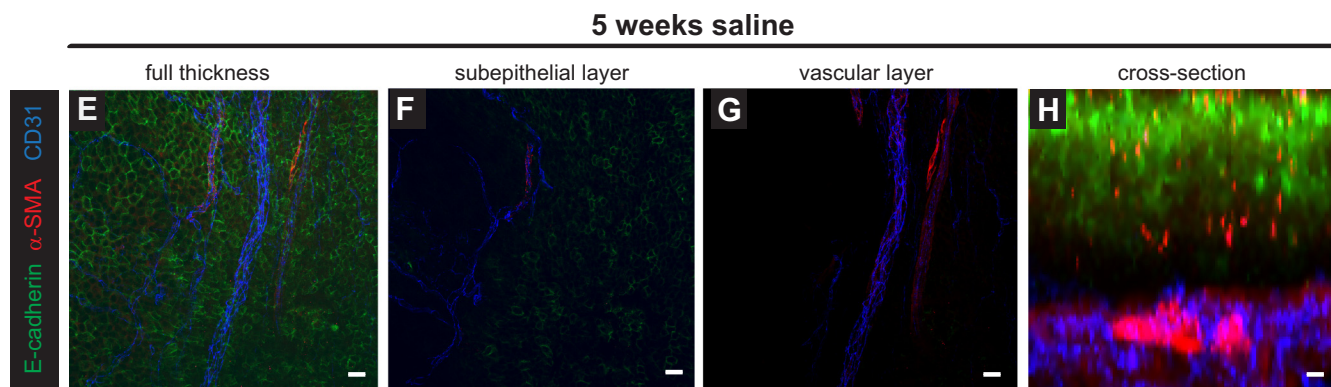 5 weeks saline
full thickness
subepithelial layer
vascular layer
cross-section
E-cadherin α-SMA CD31
E
F
G
H